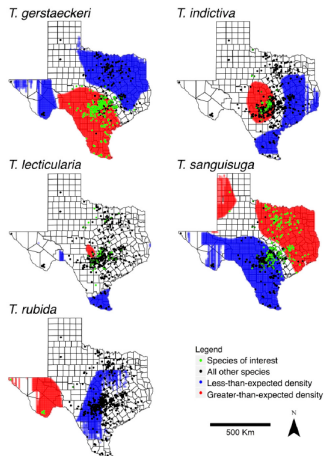 T. gerstaeckeri
T. indictiva
T. lecticularia
T. sanguisuga
T. rubida
Legend
Species of interest
All other species
Less-than-expected density
Greater-than-expected density
N
500 Km